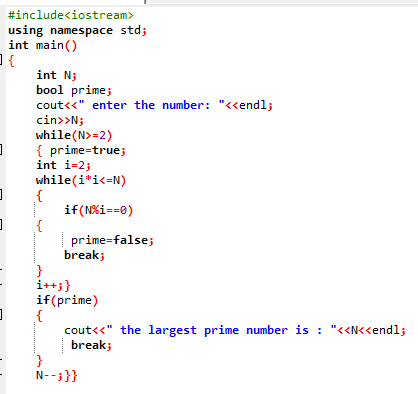 #include<iostream>
using namespace std;
int main()
{
int N;
bool prime;
cout<<" enter the number: "<<endl;
cin>>N;
while(N>=2)
{ prime=true;
int i=2;
while(i*i<=N)
{
if(N%i==0)
{
prime=false;
break;
}
i++;}
if(prime)
{
cout<<" the largest prime number is : "<<N<<endl;
break;
}
N--;}}